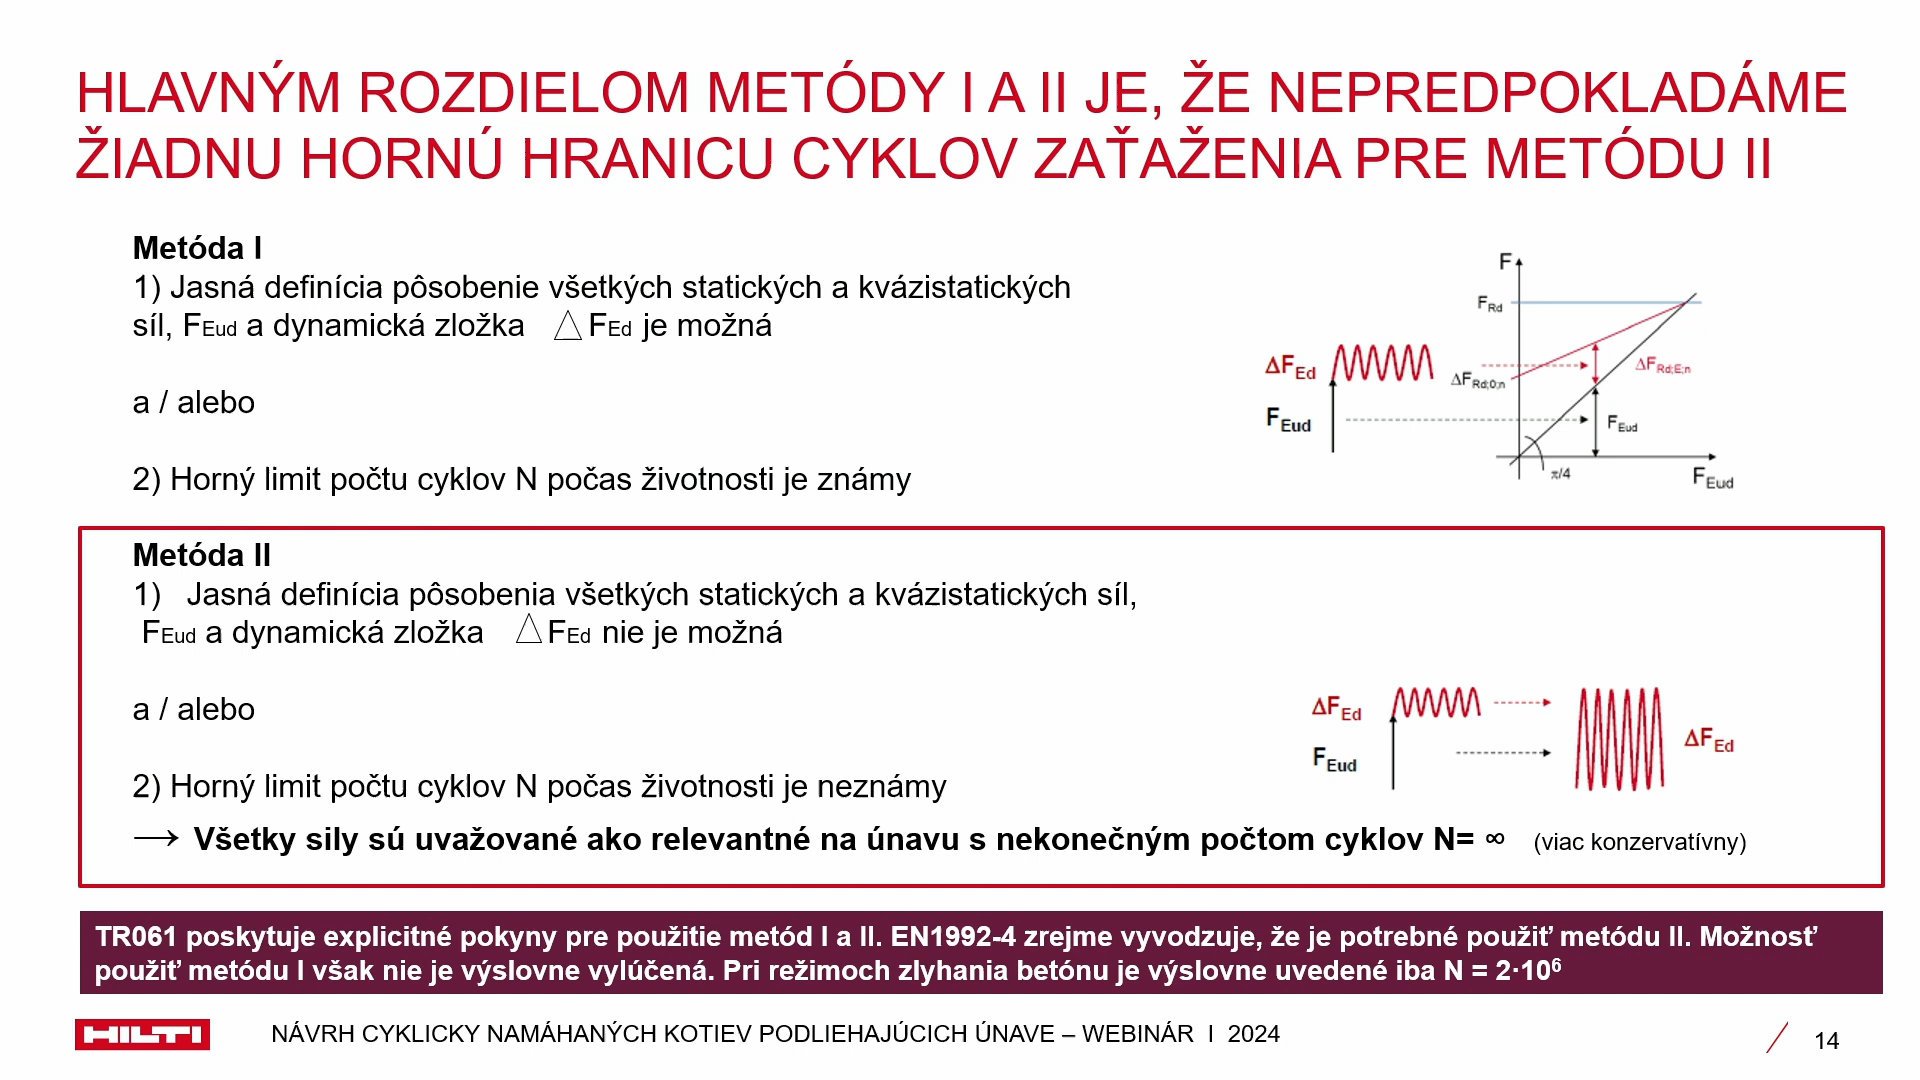 HLAVNÝM ROZDIELOM METÓDY I A II JE, ŽE NEPREDPOKLADÁME
ŽIADNU HORNÚ HRANICU CYKLOV ZAŤAŽENIA PRE METÓDU II
Metóda I
1) Jasná definícia pôsobenie všetkých statických a kvázistatických
síl, FEud a dynamická zložka △ FEd je možná
a / alebo
2) Horný limit počtu cyklov N počas životnosti je známy
F
FRd
ΔFEd
ΔFRd;0;n
ΔFRd;E;n
FEud
FEud
π/4
FEud
Metóda II
1) Jasná definícia pôsobenia všetkých statických a kvázistatických síl,
FEud a dynamická zložka △ FEd nie je možná
a / alebo
2) Horný limit počtu cyklov N počas životnosti je neznámy
ΔFEd
FEud
ΔFEd
→ Všetky sily sú uvažované ako relevantné na únavu s nekonečným počtom cyklov N= ∞ (viac konzervatívny)
TR061 poskytuje explicitné pokyny pre použitie metód I a II. EN1992-4 zrejme vyvodzuje, že je potrebné použiť metódu II. Možnosť
použiť metódu I však nie je výslovne vylúčená. Pri režimoch zlyhania betónu je výslovne uvedené iba N = 2·10⁶
HILTI
NÁVRH CYKLICKY NAMÁHANÝCH KOTIEV PODLIEHAJÚCICH ÚNAVE – WEBINÁR I 2024
14